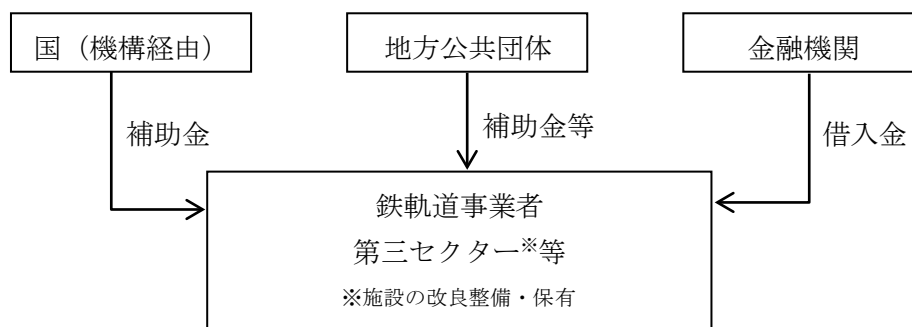 国（機構経由）
地方公共団体
金融機関
補助金
補助金等
借入金
鉄軌道事業者
第三セクター※等
※施設の改良整備・保有